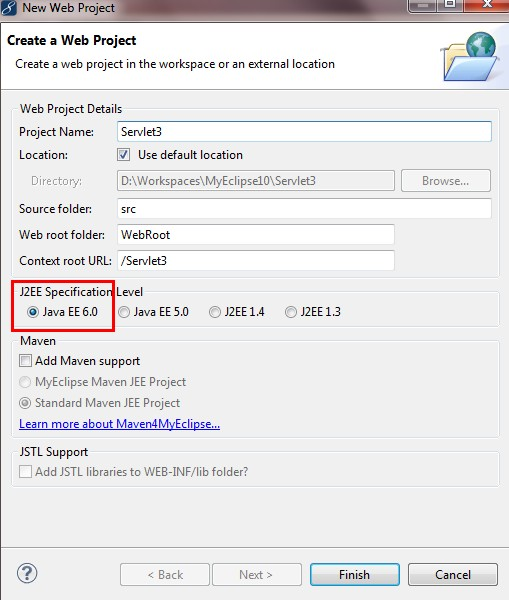 New Web Project
Create a Web Project
Create a web project in the workspace or an external location
Web Project Details
Project Name: Servlet3
Location: Use default location
Directory: D:\Workspaces\MyEclipse10\Servlet3 Browse...
Source folder: src
Web root folder: WebRoot
Context root URL: /Servlet3
J2EE Specification Level
Java EE 6.0 Java EE 5.0 J2EE 1.4 J2EE 1.3
Maven
Add Maven support
MyEclipse Maven JEE Project
Standard Maven JEE Project
Learn more about Maven4MyEclipse...
JSTL Support
Add JSTL libraries to WEB-INF/lib folder?
? < Back Next > Finish Cancel